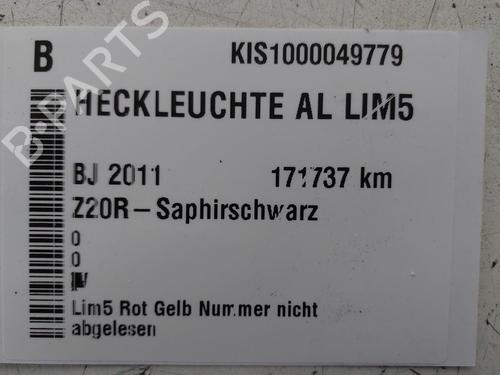 B KIS1000049779
HECKLEUCHTE AL LIM5
BJ 2011 171737 km
Z20R–Saphirschwarz
0
0
Lim5 Rot Gelb Nummer nicht
abgelesen
B-PARTS